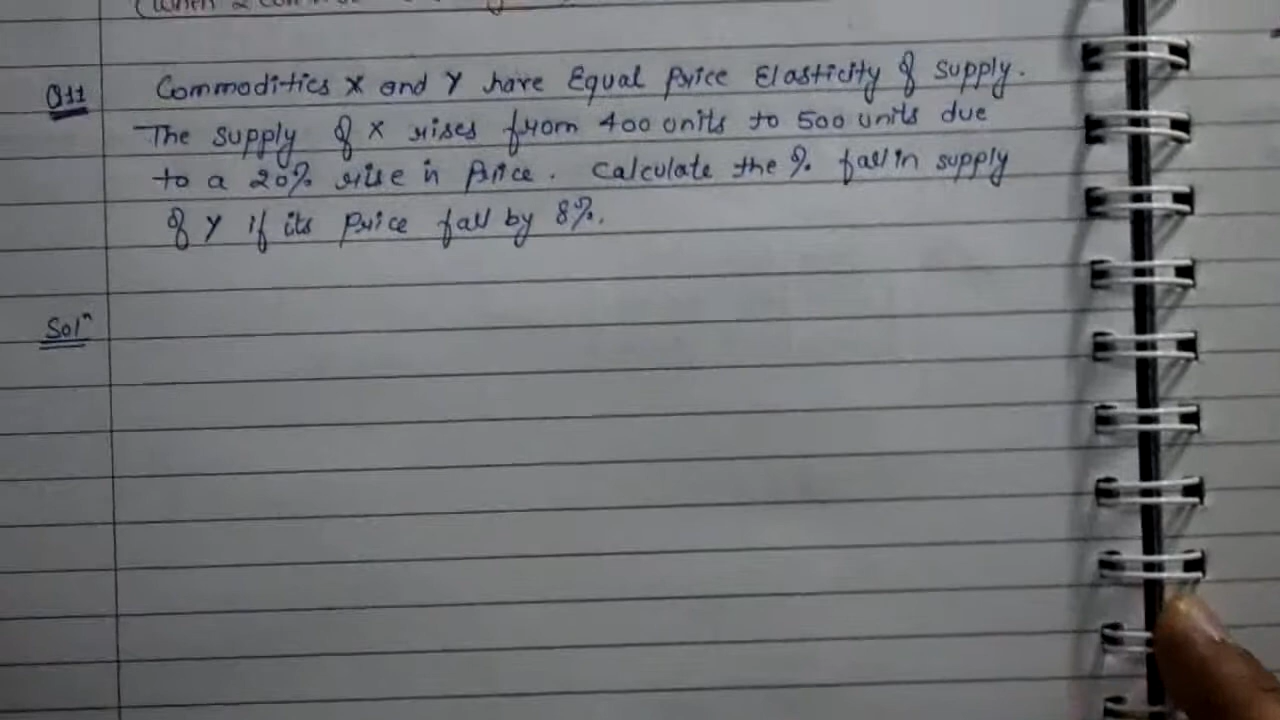 Q11 Commodities X and Y have Equal Price Elasticity of supply.
The supply of X rises from 400 units to 500 units due
to a 20% rise in Price. Calculate the % fall in supply
of Y if its Price fall by 8%.
Solⁿ